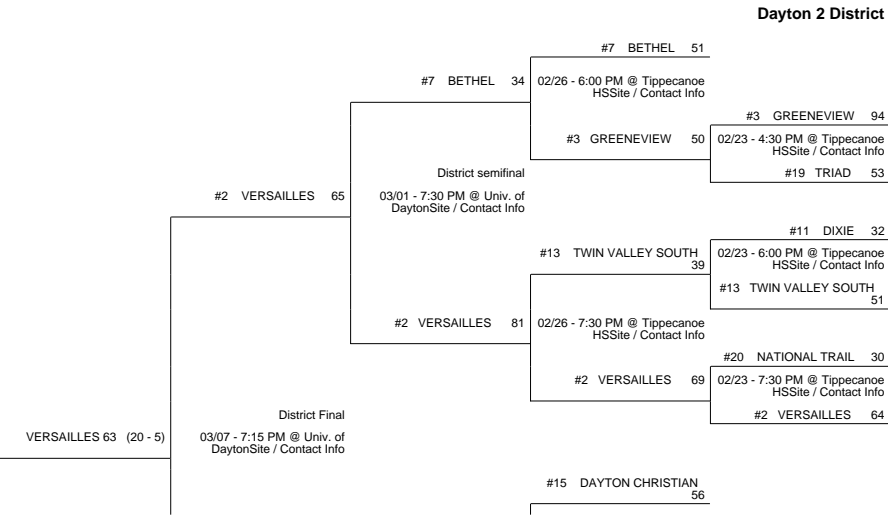 Dayton 2 District
#7 BETHEL 51
#7 BETHEL 34
02/26 - 6:00 PM @ Tippecanoe
HSSite / Contact Info
#3 GREENEVIEW 94
#3 GREENEVIEW 50
02/23 - 4:30 PM @ Tippecanoe
HSSite / Contact Info
#19 TRIAD 53
District semifinal
#2 VERSAILLES 65
03/01 - 7:30 PM @ Univ. of
DaytonSite / Contact Info
#11 DIXIE 32
#13 TWIN VALLEY SOUTH
39
02/23 - 6:00 PM @ Tippecanoe
HSSite / Contact Info
#13 TWIN VALLEY SOUTH
51
#2 VERSAILLES 81
02/26 - 7:30 PM @ Tippecanoe
HSSite / Contact Info
#20 NATIONAL TRAIL 30
#2 VERSAILLES 69
02/23 - 7:30 PM @ Tippecanoe
HSSite / Contact Info
#2 VERSAILLES 64
District Final
VERSAILLES 63 (20 - 5)
03/07 - 7:15 PM @ Univ. of
DaytonSite / Contact Info
#15 DAYTON CHRISTIAN
56